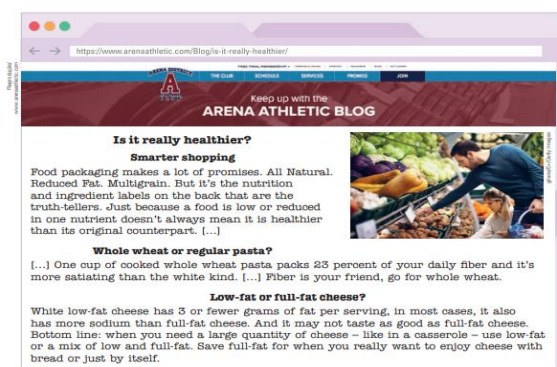 https://www.arenaathletic.com/Blog/is-it-really-healthier/
ARENA DISTRICT
A
THE CLUB SCHEDULE SERVICES PROMOS JOIN
Keep up with the
ARENA ATHLETIC BLOG
Is it really healthier?
Smarter shopping
Food packaging makes a lot of promises. All Natural.
Reduced Fat. Multigrain. But it's the nutrition
and ingredient labels on the back that are the
truth-tellers. Just because a food is low or reduced
in one nutrient doesn't always mean it is healthier
than its original counterpart. [...]
Whole wheat or regular pasta?
[...] One cup of cooked whole wheat pasta packs 23 percent of your daily fiber and it's
more satiating than the white kind. [...] Fiber is your friend, go for whole wheat.
Low-fat or full-fat cheese?
White low-fat cheese has 3 or fewer grams of fat per serving, in most cases, it also
has more sodium than full-fat cheese. And it may not taste as good as full-fat cheese.
Bottom line: when you need a large quantity of cheese – like in a casserole – use low-fat
or a mix of low and full-fat. Save full-fat for when you really want to enjoy cheese with
bread or just by itself.
www.arenaathletic.com